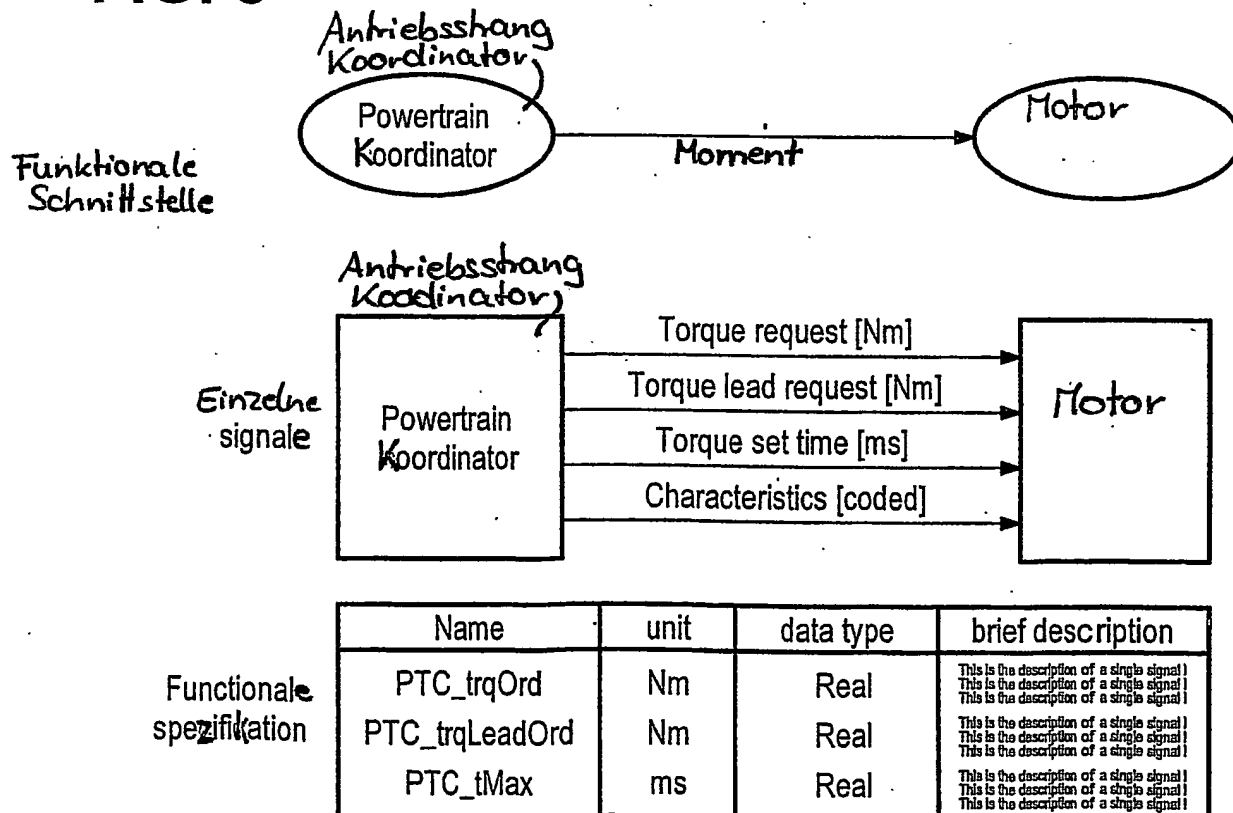 Antriebsstrang
Koordinator
Powertrain
Koordinator
Moment
Motor
Funktionale
Schnittstelle
Antriebsstrang
Koodinator
Powertrain
Koordinator
Torque request [Nm]
Torque lead request [Nm]
Torque set time [ms]
Characteristics [coded]
Motor
Einzelne
signale
Functionale
spezifikation
Name unit data type brief description
PTC_trqOrd Nm Real
This is the description of a single signal !
This is the description of a single signal !
This is the description of a single signal !
PTC_trqLeadOrd Nm Real
This is the description of a single signal !
This is the description of a single signal !
This is the description of a single signal !
PTC_tMax ms Real
This is the description of a single signal !
This is the description of a single signal !
This is the description of a single signal !